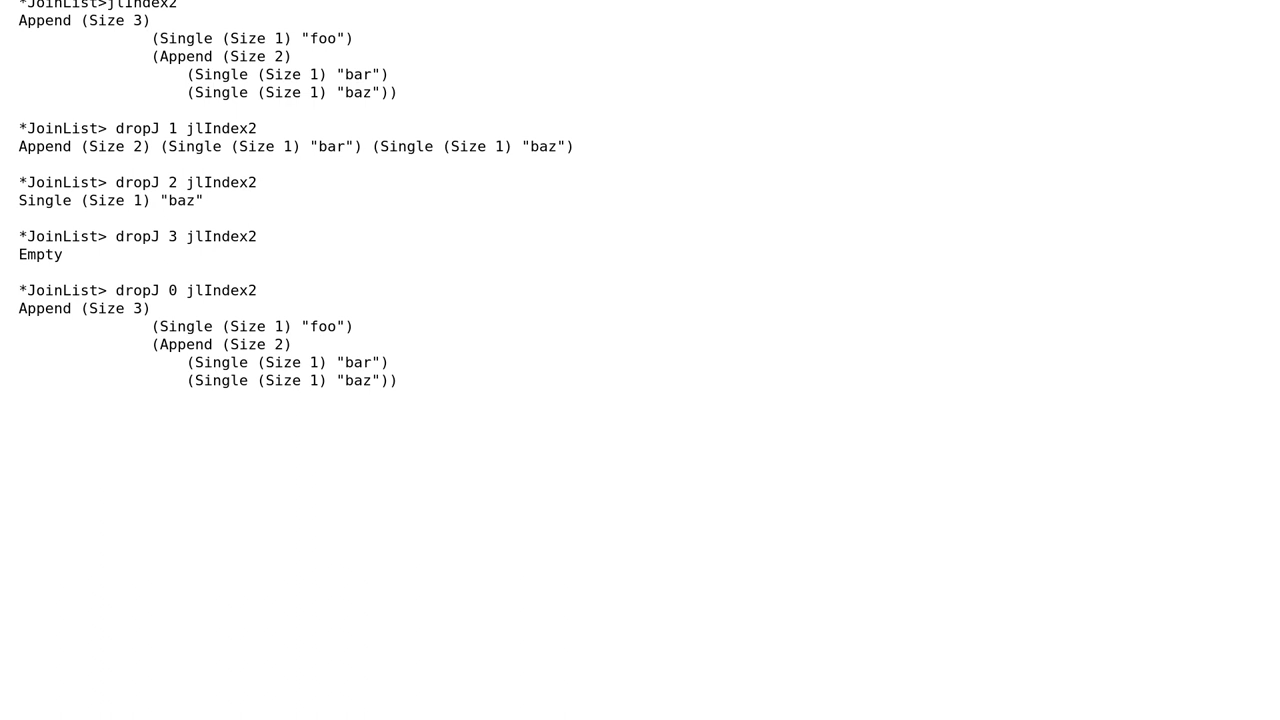 *JoinList>jlIndex2
Append (Size 3)
(Single (Size 1) "foo")
(Append (Size 2)
(Single (Size 1) "bar")
(Single (Size 1) "baz"))
*JoinList> dropJ 1 jlIndex2
Append (Size 2) (Single (Size 1) "bar") (Single (Size 1) "baz")
*JoinList> dropJ 2 jlIndex2
Single (Size 1) "baz"
*JoinList> dropJ 3 jlIndex2
Empty
*JoinList> dropJ 0 jlIndex2
Append (Size 3)
(Single (Size 1) "foo")
(Append (Size 2)
(Single (Size 1) "bar")
(Single (Size 1) "baz"))